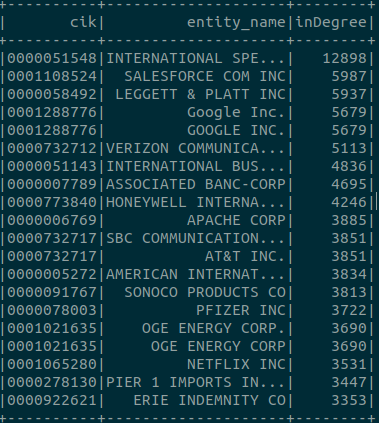 +----------+--------------------+--------+
|       cik|         entity_name|inDegree|
+----------+--------------------+--------+
|0000051548|INTERNATIONAL SPE...|   12898|
|0001108524|  SALESFORCE COM INC|    5987|
|0000058492| LEGGETT & PLATT INC|    5937|
|0001288776|         Google Inc.|    5679|
|0001288776|         GOOGLE INC.|    5679|
|0000732712|VERIZON COMMUNICA...|    5113|
|0000051143|INTERNATIONAL BUS...|    4836|
|0000007789|ASSOCIATED BANC-CORP|    4695|
|0000773840|HONEYWELL INTERNA...|    4246|
|0000006769|         APACHE CORP|    3885|
|0000732717|SBC COMMUNICATION...|    3851|
|0000732717|           AT&T INC.|    3851|
|0000005272|AMERICAN INTERNAT...|    3834|
|0000091767|  SONOCO PRODUCTS CO|    3813|
|0000078003|          PFIZER INC|    3722|
|0001021635|    OGE ENERGY CORP.|    3690|
|0001021635|     OGE ENERGY CORP|    3690|
|0001065280|         NETFLIX INC|    3531|
|0000278130|PIER 1 IMPORTS IN...|    3447|
|0000922621|   ERIE INDEMNITY CO|    3353|
+----------+--------------------+--------+